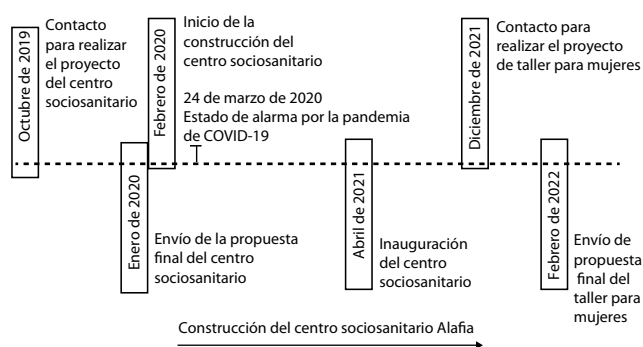 Octubre de 2019
Contacto
para realizar
el proyecto
del centro
sociosanitario
Febrero de 2020
Inicio de la
construcción del
centro
sociosanitario
24 de marzo de 2020
Estado de alarma por la pandemia
de COVID-19
Diciembre de 2021
Contacto para
realizar el proyecto
de taller para mujeres
Enero de 2020
Envío de la propuesta
final del centro
sociosanitario
Abril de 2021
Inauguración
del centro
sociosanitario
Febrero de 2022
Envío de
propuesta
final del
taller para
mujeres
Construcción del centro sociosanitario Alafia